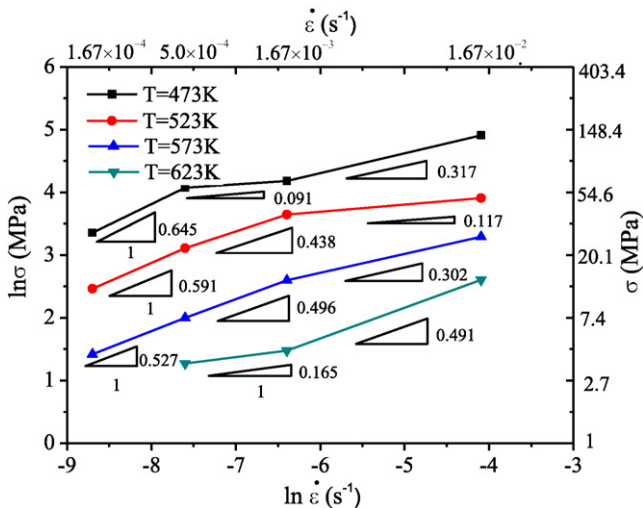 ε̇ (s⁻¹)
1.67×10⁻⁴ 5.0×10⁻⁴ 1.67×10⁻³ 1.67×10⁻²
6 403.4
T=473K
T=523K
T=573K
T=623K
5 148.4
0.317
4 54.6
0.091
0.645
1
0.117
0.438
3 20.1
0.591
1
0.302
0.496
2 7.4
0.491
0.527
1
0.165
1
1 2.7
0 1
lnσ (MPa)
σ (MPa)
-9 -8 -7 -6 -5 -4 -3
ln ε̇ (s⁻¹)